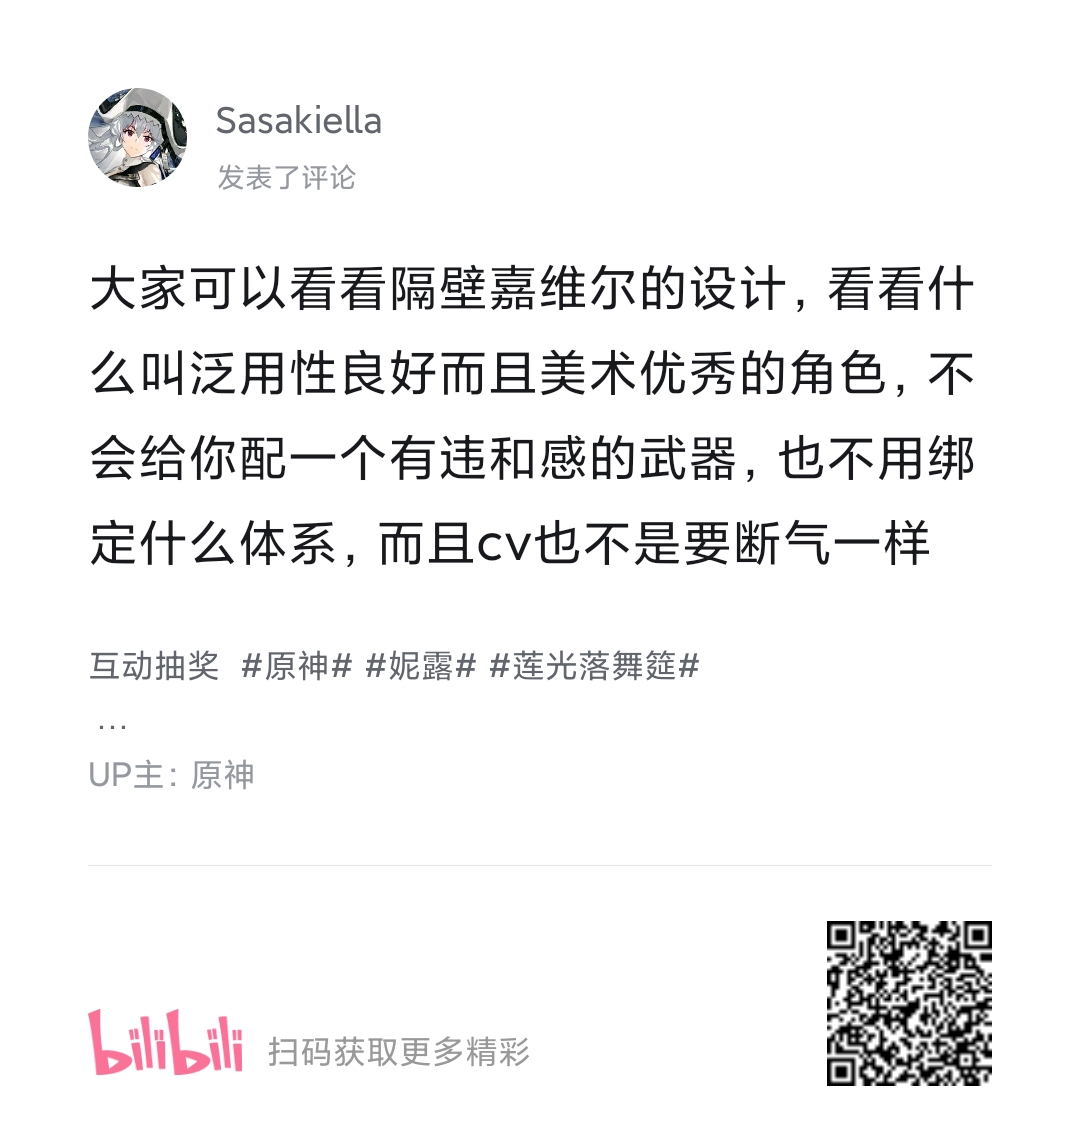 Sasakiella
发表了评论
大家可以看看隔壁嘉维尔的设计，看看什
么叫泛用性良好而且美术优秀的角色，不
会给你配一个有违和感的武器，也不用绑
定什么体系，而且cv也不是要断气一样
互动抽奖 #原神# #妮露# #莲光落舞筵#
...
UP主：原神
bilibili 扫码获取更多精彩